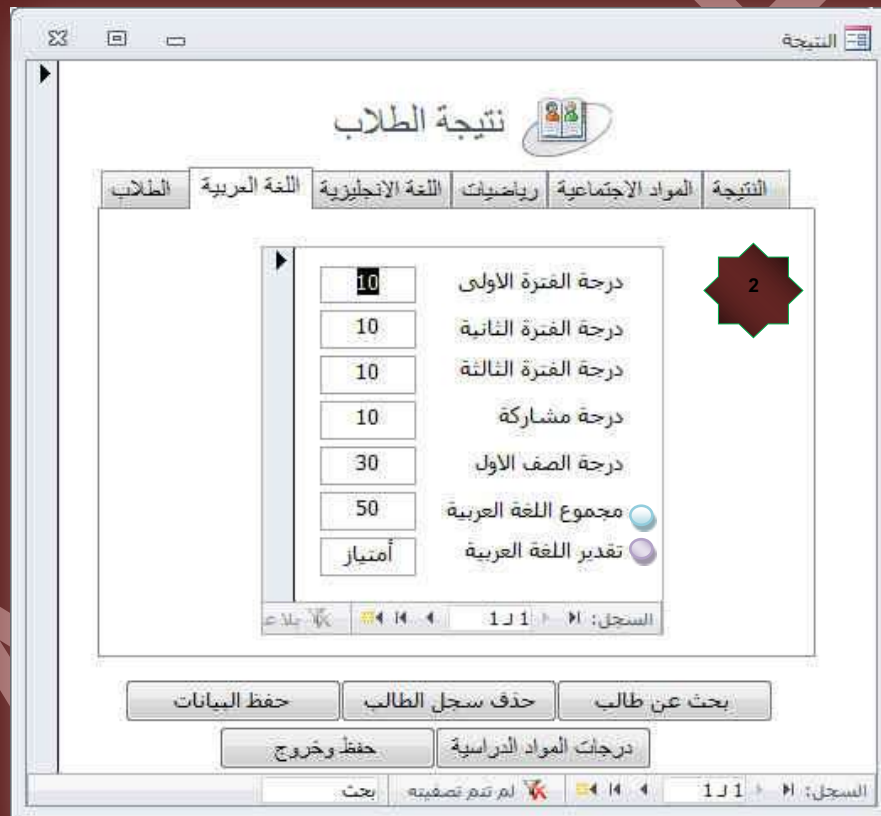 النتيجة
نتيجة الطلاب
النتيجة المواد الاجتماعية رياضيات اللغة الانجليزية اللغة العربية الطلاب
2
درجة الفترة الاولى 10
درجة الفترة الثانية 10
درجة الفترة الثالثة 10
درجة مشاركة 10
درجة الصف الاول 30
مجموع اللغة العربية 50
تقدير اللغة العربية أمتياز
السجل: 1 لـ 1 بلا
بحث عن طالب حذف سجل الطالب حفظ البيانات
درجات المواد الدراسية حفظ وخروج
السجل: 1 لـ 1 لم تتم تصفيته بحث